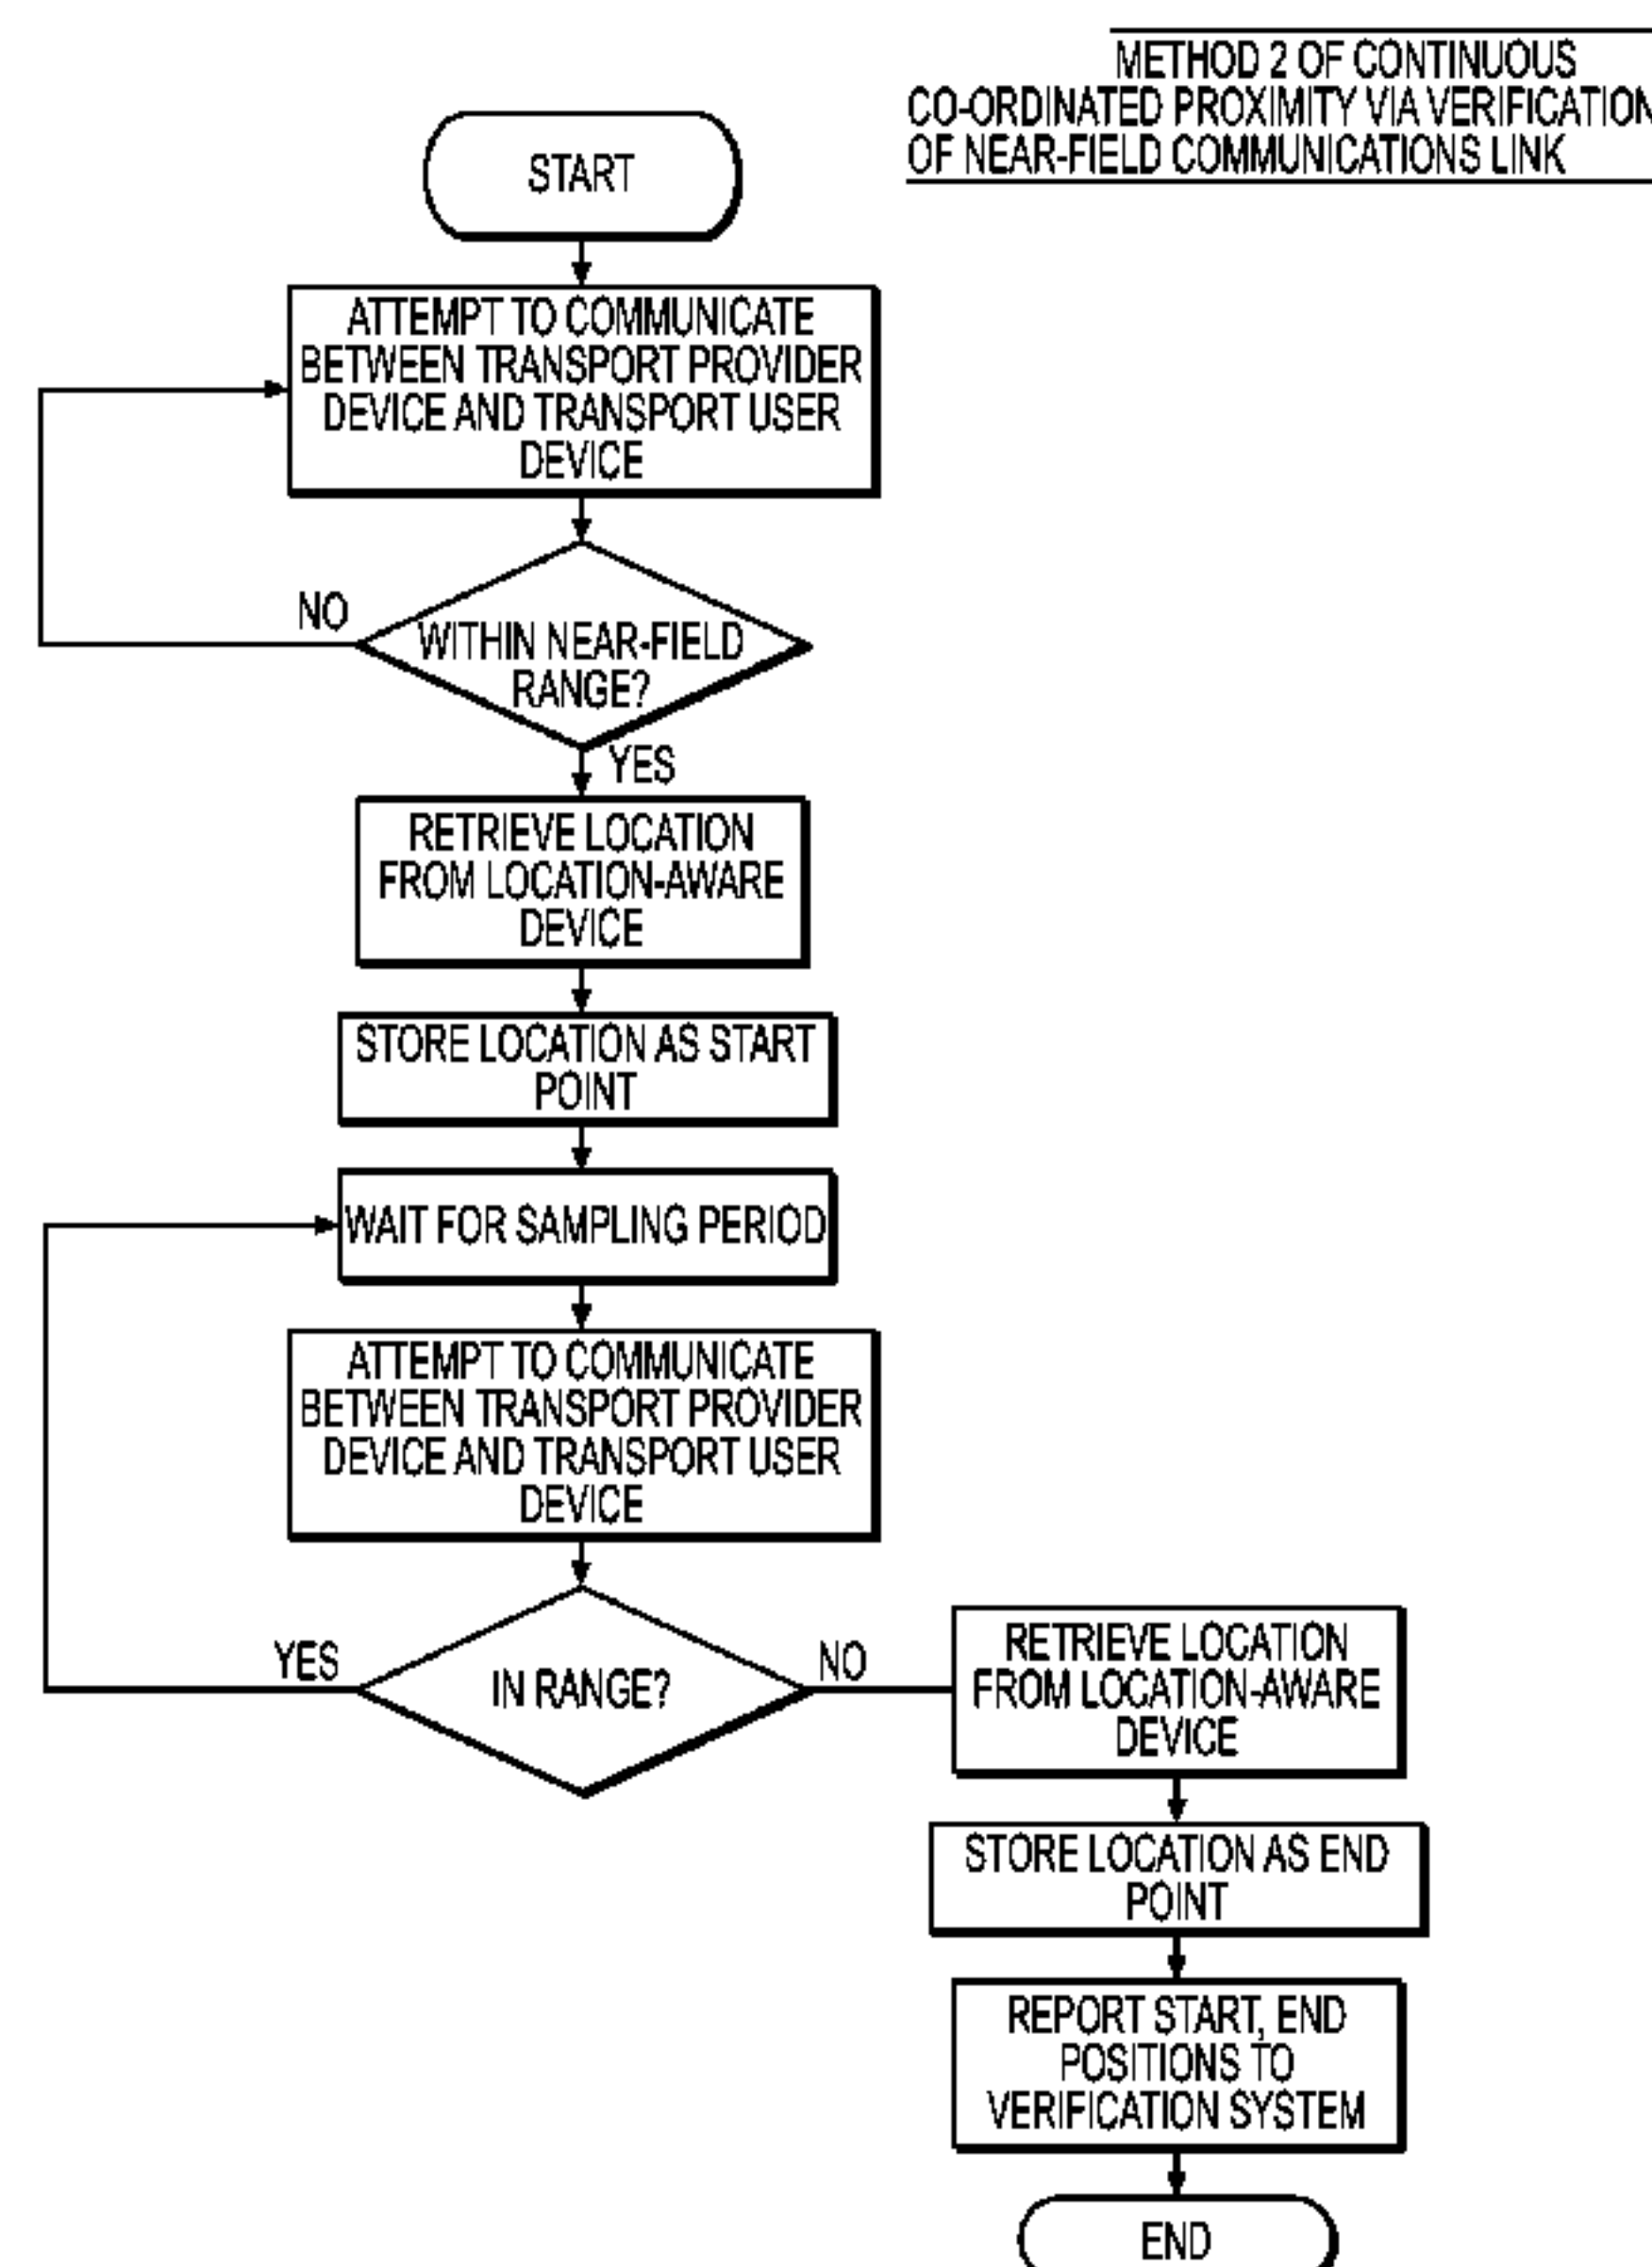 METHOD 2 OF CONTINUOUS
CO-ORDINATED PROXIMITY VIA VERIFICATION
OF NEAR-FIELD COMMUNICATIONS LINK
START
ATTEMPT TO COMMUNICATE
BETWEEN TRANSPORT PROVIDER
DEVICE AND TRANSPORT USER
DEVICE
NO
WITHIN NEAR-FIELD
RANGE?
YES
RETRIEVE LOCATION
FROM LOCATION-AWARE
DEVICE
STORE LOCATION AS START
POINT
WAIT FOR SAMPLING PERIOD
ATTEMPT TO COMMUNICATE
BETWEEN TRANSPORT PROVIDER
DEVICE AND TRANSPORT USER
DEVICE
YES
IN RANGE?
NO
RETRIEVE LOCATION
FROM LOCATION-AWARE
DEVICE
STORE LOCATION AS END
POINT
REPORT START, END
POSITIONS TO
VERIFICATION SYSTEM
END